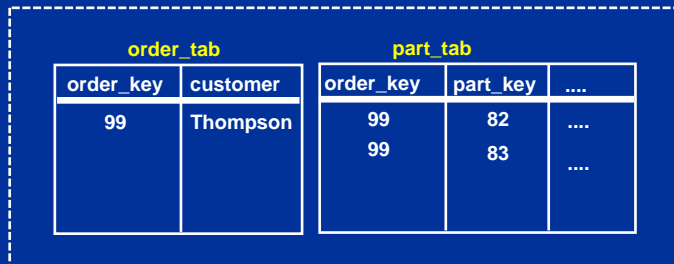 order_tab part_tab
order_key customer order_key part_key ....
99 Thompson 99 82 ....
99 83 ....